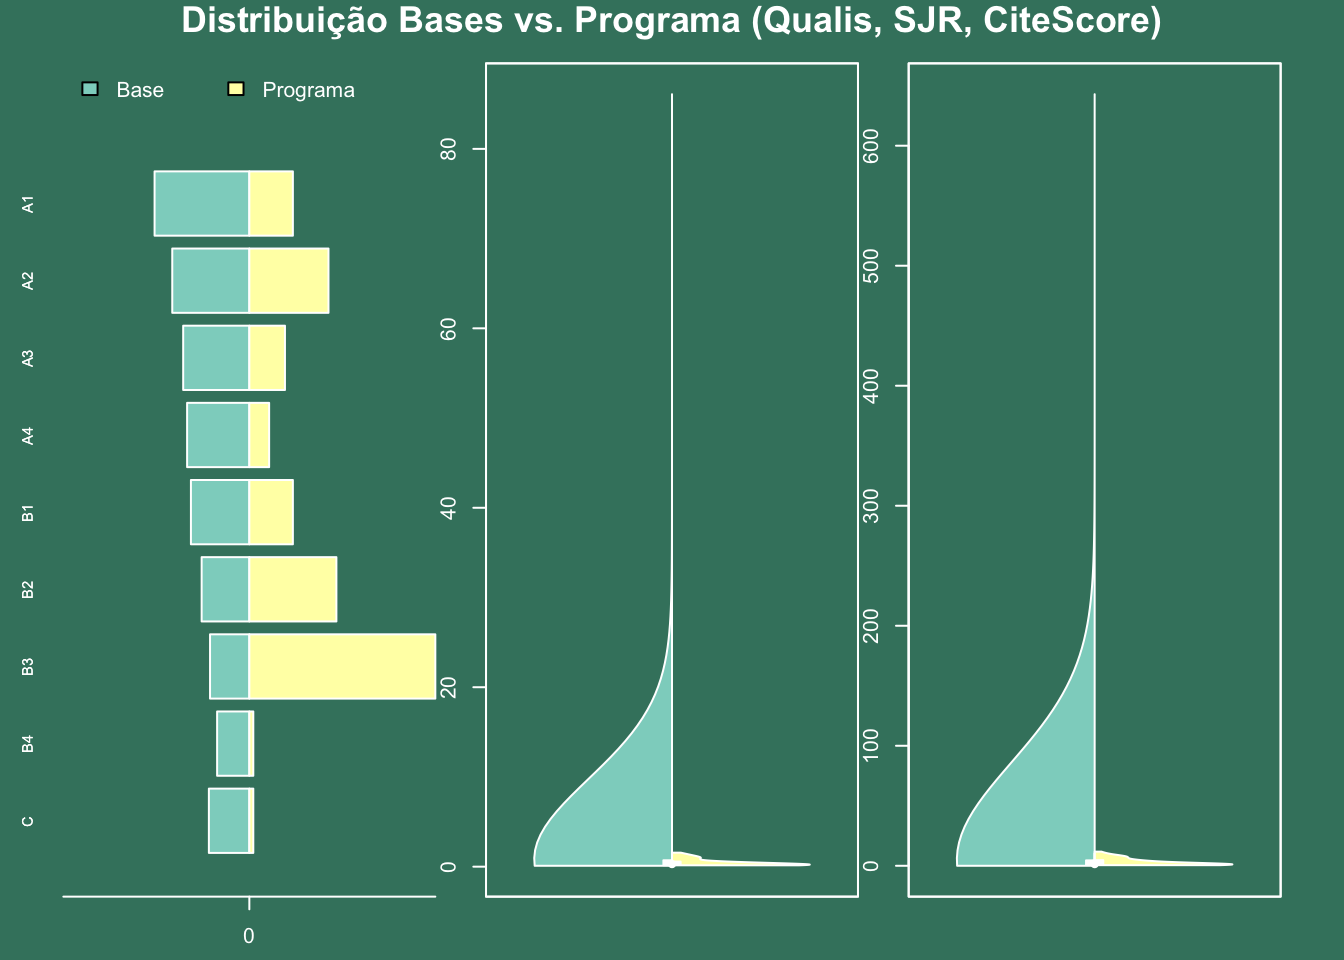 Distribuição Bases vs. Programa (Qualis, SJR, CiteScore)
Base
Programa
A1
A2
A3
A4
B1
B2
B3
B4
C
0
80
60
40
20
0
600
500
400
300
200
100
0